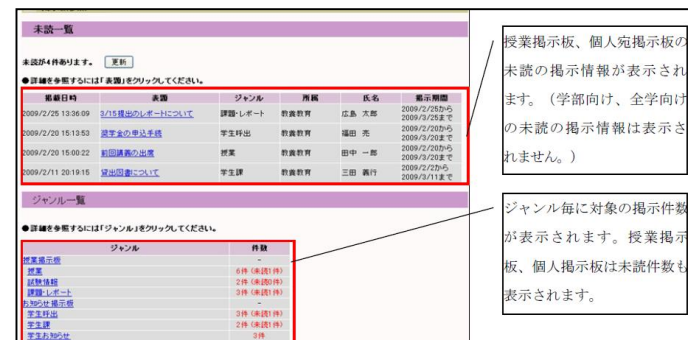 未読一覧
未読が4件あります。 更新
●詳細を参照するには「表題」をクリックしてください。
掲載日時 表題 ジャンル 所属 氏名 掲示期間
2009/2/25 13:36:09 3/15提出のレポートについて 課題・レポート 教養教育 広島 太郎 2009/2/25から 2009/3/25まで
2009/2/20 15:13:53 奨学金の申込手続 学生呼出 教養教育 福田 亮 2009/2/20から 2009/3/20まで
2009/2/20 15:00:22 前回講義の出席 授業 教養教育 田中 一郎 2009/2/20から 2009/3/20まで
2009/2/11 20:19:15 貸出図書について 学生課 教養教育 三田 義行 2009/2/2から 2009/3/11まで
ジャンル一覧
●詳細を参照するには「ジャンル」をクリックしてください。
ジャンル 件数
授業掲示板 -
授業 6件（未読1件）
試験情報 2件（未読0件）
課題・レポート 3件（未読1件）
お知らせ掲示板 -
学生呼出 3件（未読1件）
学生課 2件（未読1件）
学生お知らせ 3件
授業掲示板、個人宛掲示板の
未読の掲示情報が表示され
ます。（学部向け、全学向け
の未読の掲示情報は表示さ
れません。）
ジャンル毎に対象の掲示件数
が表示されます。授業掲示
板、個人掲示板は未読件数も
表示されます。